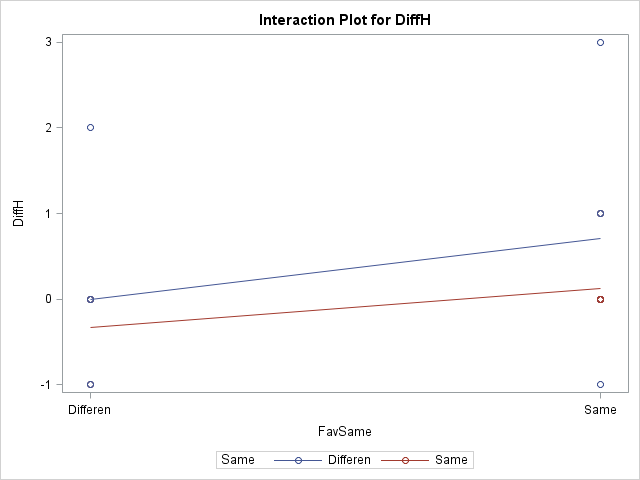 Interaction Plot for DiffH
3
2
1
0
-1
DiffH
Differen
Same
FavSame
Same Differen Same